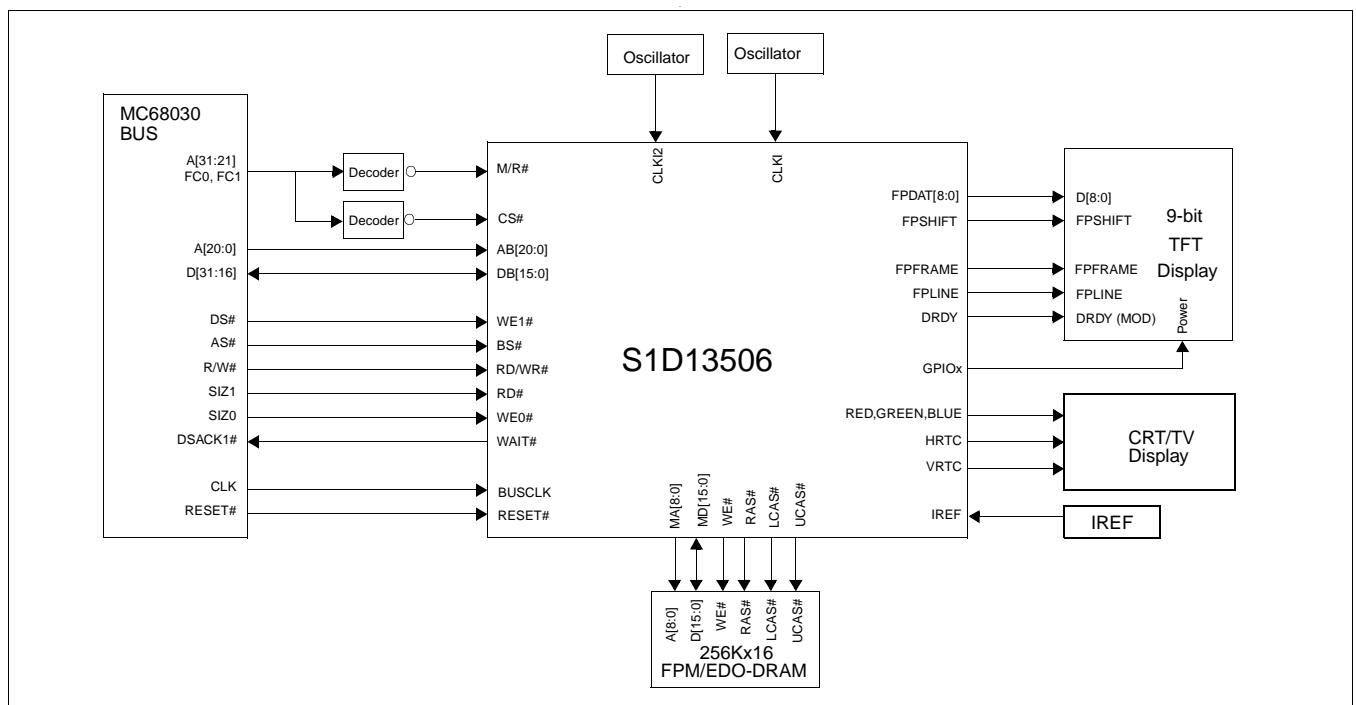 Oscillator
Oscillator
MC68030
BUS
A[31:21]
FC0, FC1
Decoder
Decoder
M/R#
CS#
CLKI2
CLKI
A[20:0]
AB[20:0]
D[31:16]
DB[15:0]
DS#
WE1#
AS#
BS#
R/W#
RD/WR#
SIZ1
RD#
SIZ0
WE0#
DSACK1#
WAIT#
CLK
BUSCLK
RESET#
RESET#
S1D13506
FPDAT[8:0]
D[8:0]
FPSHIFT
FPSHIFT
9-bit
TFT
Display
FPFRAME
FPFRAME
FPLINE
FPLINE
DRDY
DRDY (MOD)
Power
GPIOx
RED,GREEN,BLUE
HRTC
VRTC
CRT/TV
Display
IREF
IREF
MA[8:0]
MD[15:0]
WE#
RAS#
LCAS#
UCAS#
A[8:0]
D[15:0]
WE#
RAS#
LCAS#
UCAS#
256Kx16
FPM/EDO-DRAM